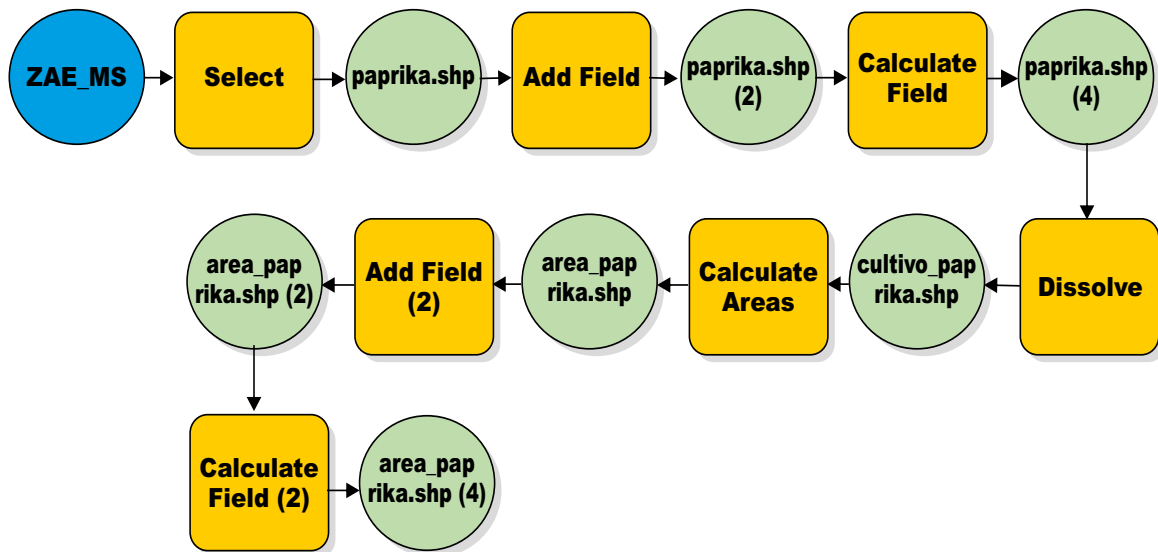 ZAE_MS
Select
paprika.shp
Add Field
paprika.shp
(2)
Calculate
Field
paprika.shp
(4)
Dissolve
cultivo_pap
rika.shp
Calculate
Areas
area_pap
rika.shp
Add Field
(2)
area_pap
rika.shp (2)
Calculate
Field (2)
area_pap
rika.shp (4)